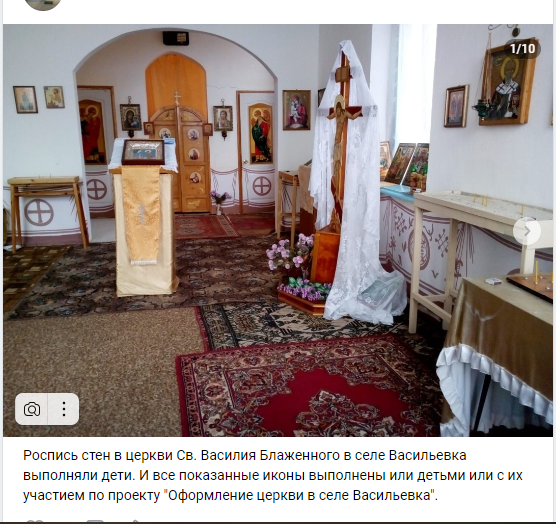 1/10
Роспись стен в церкви Св. Василия Блаженного в селе Васильевка
выполняли дети. И все показанные иконы выполнены или детьми или с их
участием по проекту "Оформление церкви в селе Васильевка".